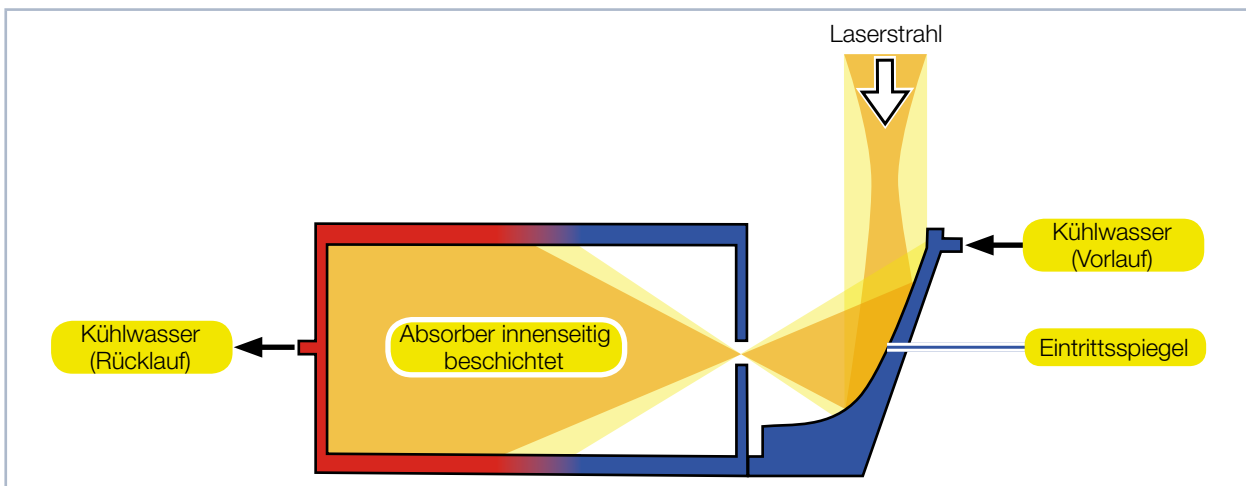 Laserstrahl
Kühlwasser
(Vorlauf)
Kühlwasser
(Rücklauf)
Absorber innenseitig
beschichtet
Eintrittsspiegel